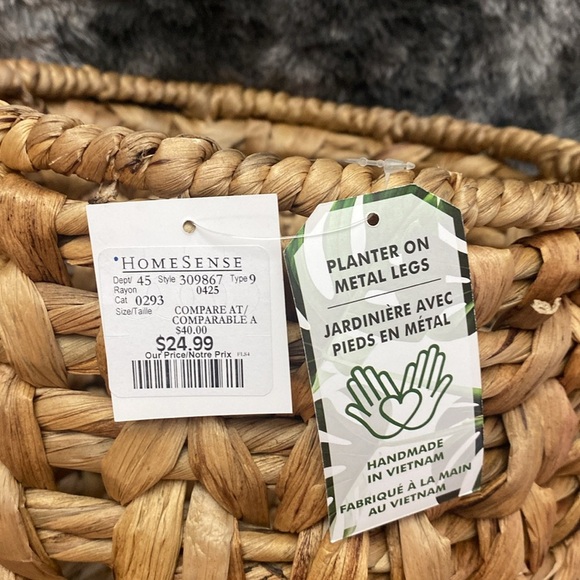 HOMESENSE
Dept/ 45 Style 309867 Type 9
Rayon 0425
Cat 0293
Size/Taille COMPARE AT/
COMPARABLE A
$40.00
$24.99
Our Price/Notre Prix
PLANTER ON
METAL LEGS
JARDINIÈRE AVEC
PIEDS EN MÉTAL
HANDMADE
IN VIETNAM
FABRIQUÉ À LA MAIN
AU VIETNAM